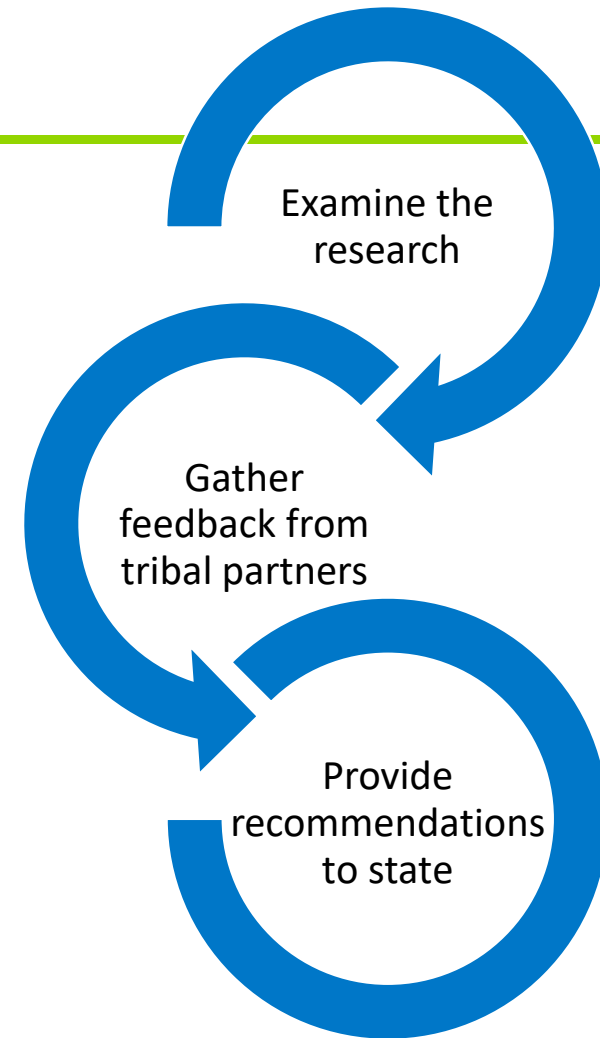 Examine the
research
Gather
feedback from
tribal partners
Provide
recommendations
to state